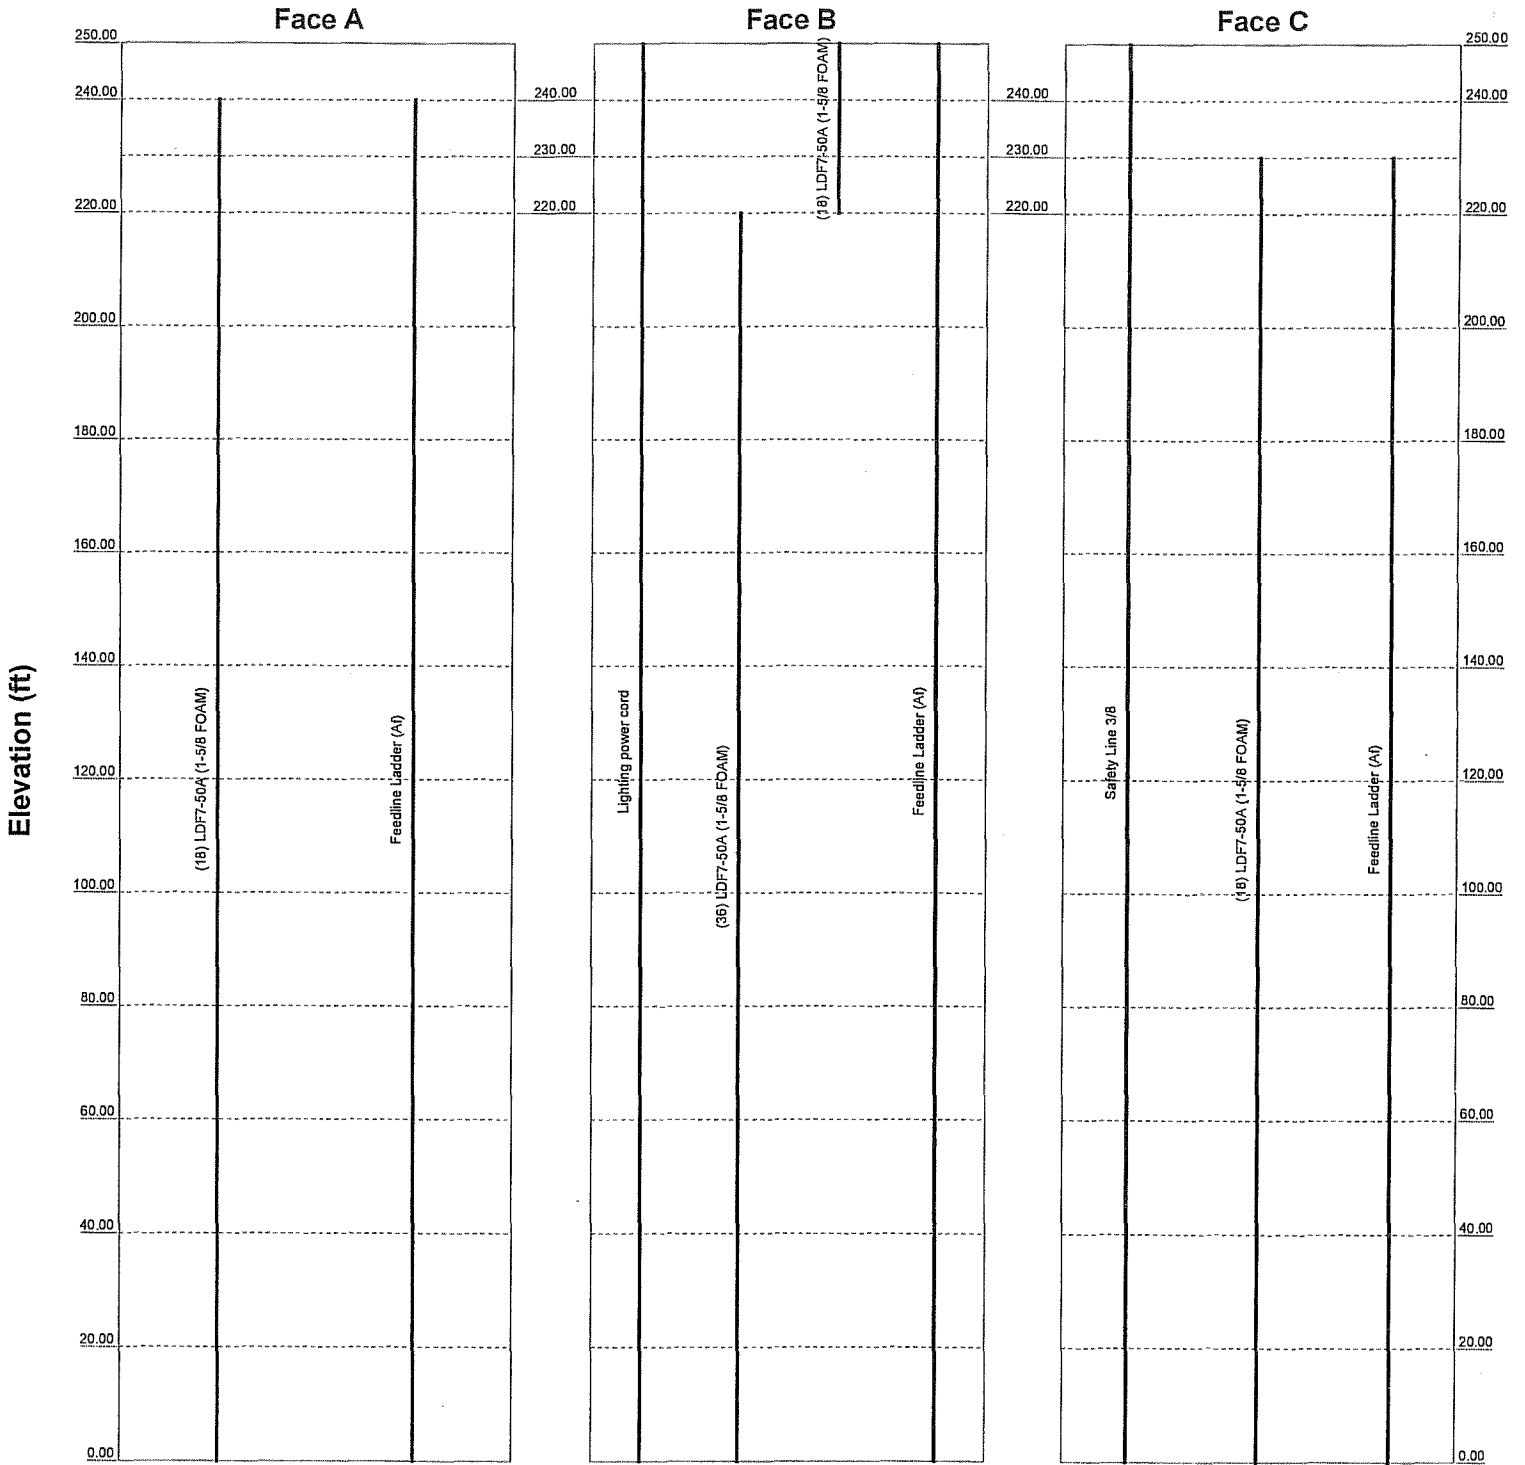 Face A
Face B
Face C
250.00
250.00
240.00
240.00
240.00
240.00
230.00
230.00
220.00
220.00
220.00
220.00
200.00
200.00
180.00
180.00
160.00
160.00
140.00
140.00
120.00
120.00
100.00
100.00
80.00
80.00
60.00
60.00
40.00
40.00
20.00
20.00
0.00
0.00
Elevation (ft)
(18) LDF7-50A (1-5/8 FOAM)
Feedline Ladder (Af)
Lighting power cord
(36) LDF7-50A (1-5/8 FOAM)
(18) LDF7-50A (1-5/8 FOAM)
Feedline Ladder (Af)
Safety Line 3/8
(18) LDF7-50A (1-5/8 FOAM)
Feedline Ladder (Af)